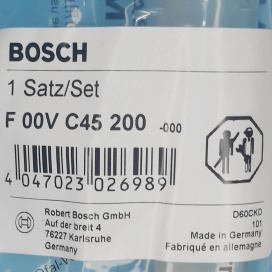 BOSCH
1 Satz/Set
F 00V C45 200 -000
4 047023 026989
Robert Bosch GmbH
Auf der breit 4
76227 Karlsruhe
Germany
D60CKD
101
Made in Germany
Fabriqué en allemagne